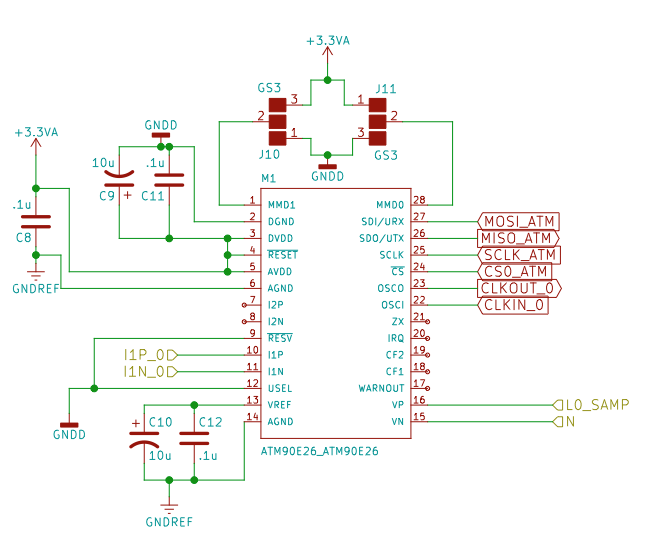 +3.3VA
GS3
J11
3
1
2
2
1
3
J10
GS3
GNDD
+3.3VA
GNDD
10u
.1u
C9
+
C11
.1u
C8
GNDREF
M1
1
MMD1
MMD0
28
2
DGND
SDI/URX
27
MOSI_ATM
3
DVDD
SDO/UTX
26
MISO_ATM
4
RESET
SCLK
25
SCLK_ATM
5
AVDD
CS
24
CS0_ATM
6
AGND
OSCO
23
CLKOUT_0
7
I2P
OSCI
22
CLKIN_0
8
I2N
ZX
21
9
RESV
IRQ
20
I1P_0
10
I1P
CF2
19
I1N_0
11
I1N
CF1
18
12
USEL
WARNOUT
17
13
VREF
VP
16
L0_SAMP
14
AGND
VN
15
N
GNDD
+
C10
C12
10u
.1u
ATM90E26_ATM90E26
GNDREF